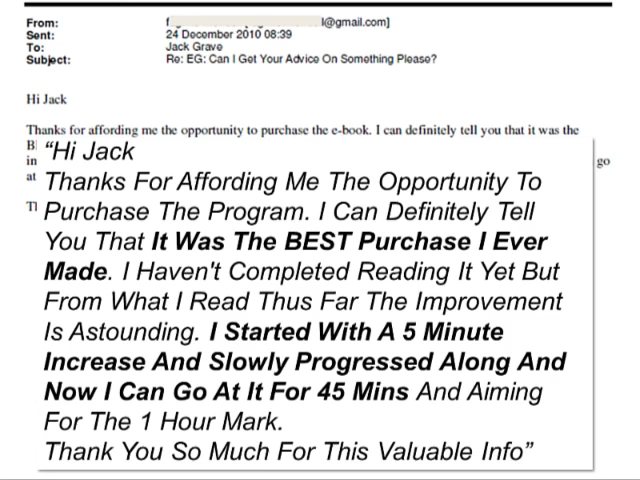 From: l@gmail.com]
Sent: 24 December 2010 08:39
To: Jack Grave
Subject: Re: EG: Can I Get Your Advice On Something Please?
Hi Jack
Thanks for affording me the opportunity to purchase the e-book. I can definitely tell you that it was the
B
in go
at
“Hi Jack
Thanks For Affording Me The Opportunity To
Purchase The Program. I Can Definitely Tell
You That It Was The BEST Purchase I Ever
Made. I Haven't Completed Reading It Yet But
From What I Read Thus Far The Improvement
Is Astounding. I Started With A 5 Minute
Increase And Slowly Progressed Along And
Now I Can Go At It For 45 Mins And Aiming
For The 1 Hour Mark.
Thank You So Much For This Valuable Info”